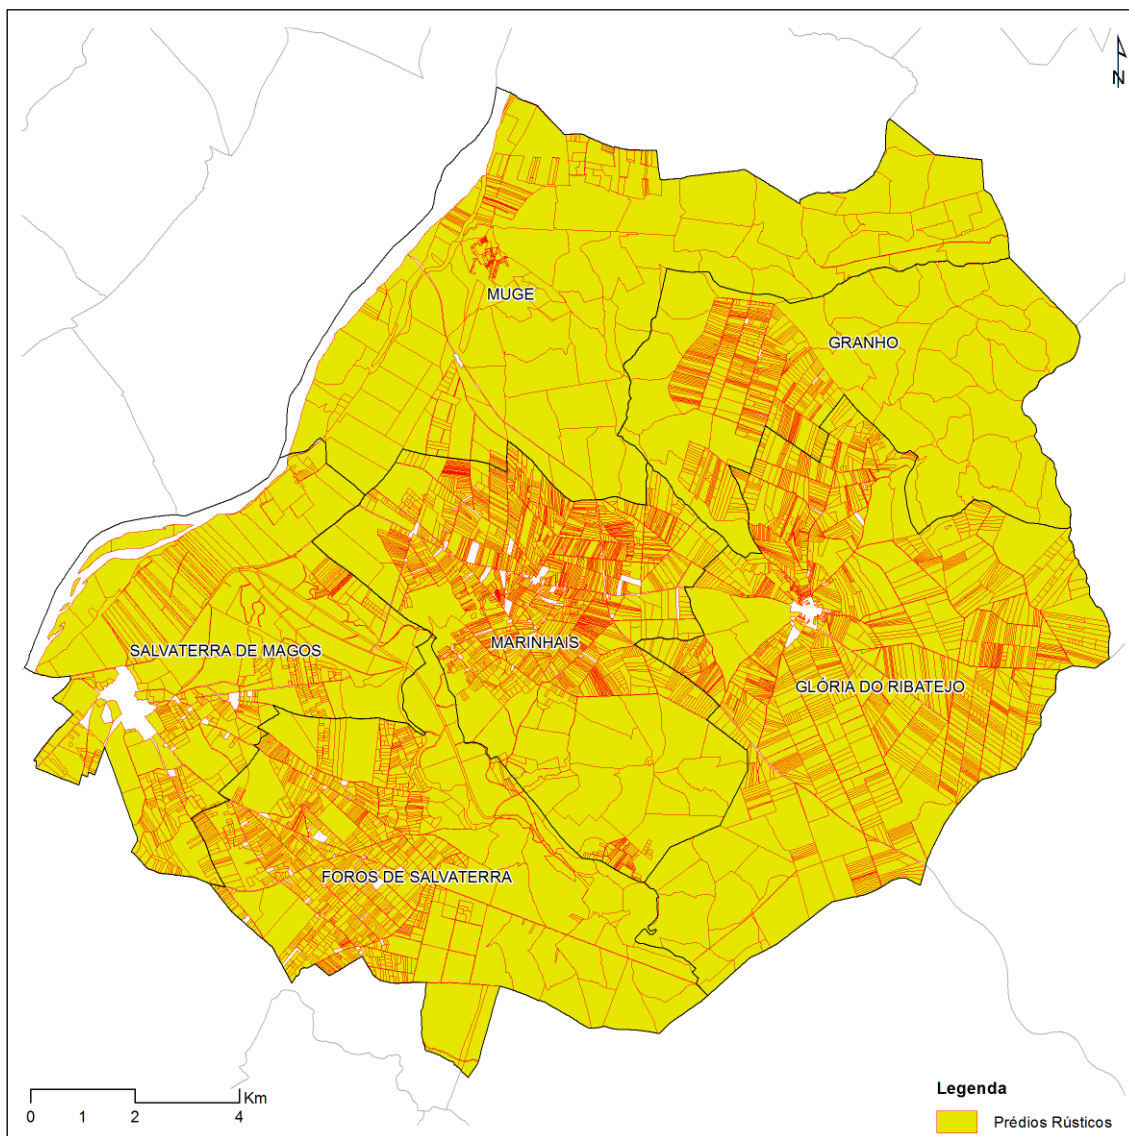 N
MUGE
GRANHO
MARINHAIS
SALVATERRA DE MAGOS
GLÓRIA DO RIBATEJO
FOROS DE SALVATERRA
Km
0 1 2 4
Legenda
Prédios Rústicos